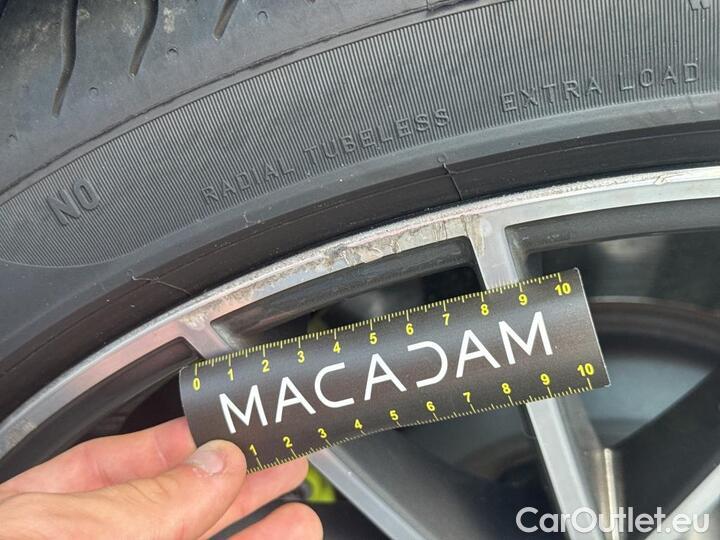 N0 RADIAL TUBELESS EXTRA LOAD
0 1 2 3 4 5 6 7 8 9 10
MACADAM
1 2 3 4 5 6 7 8 9 10
CarOutlet.eu